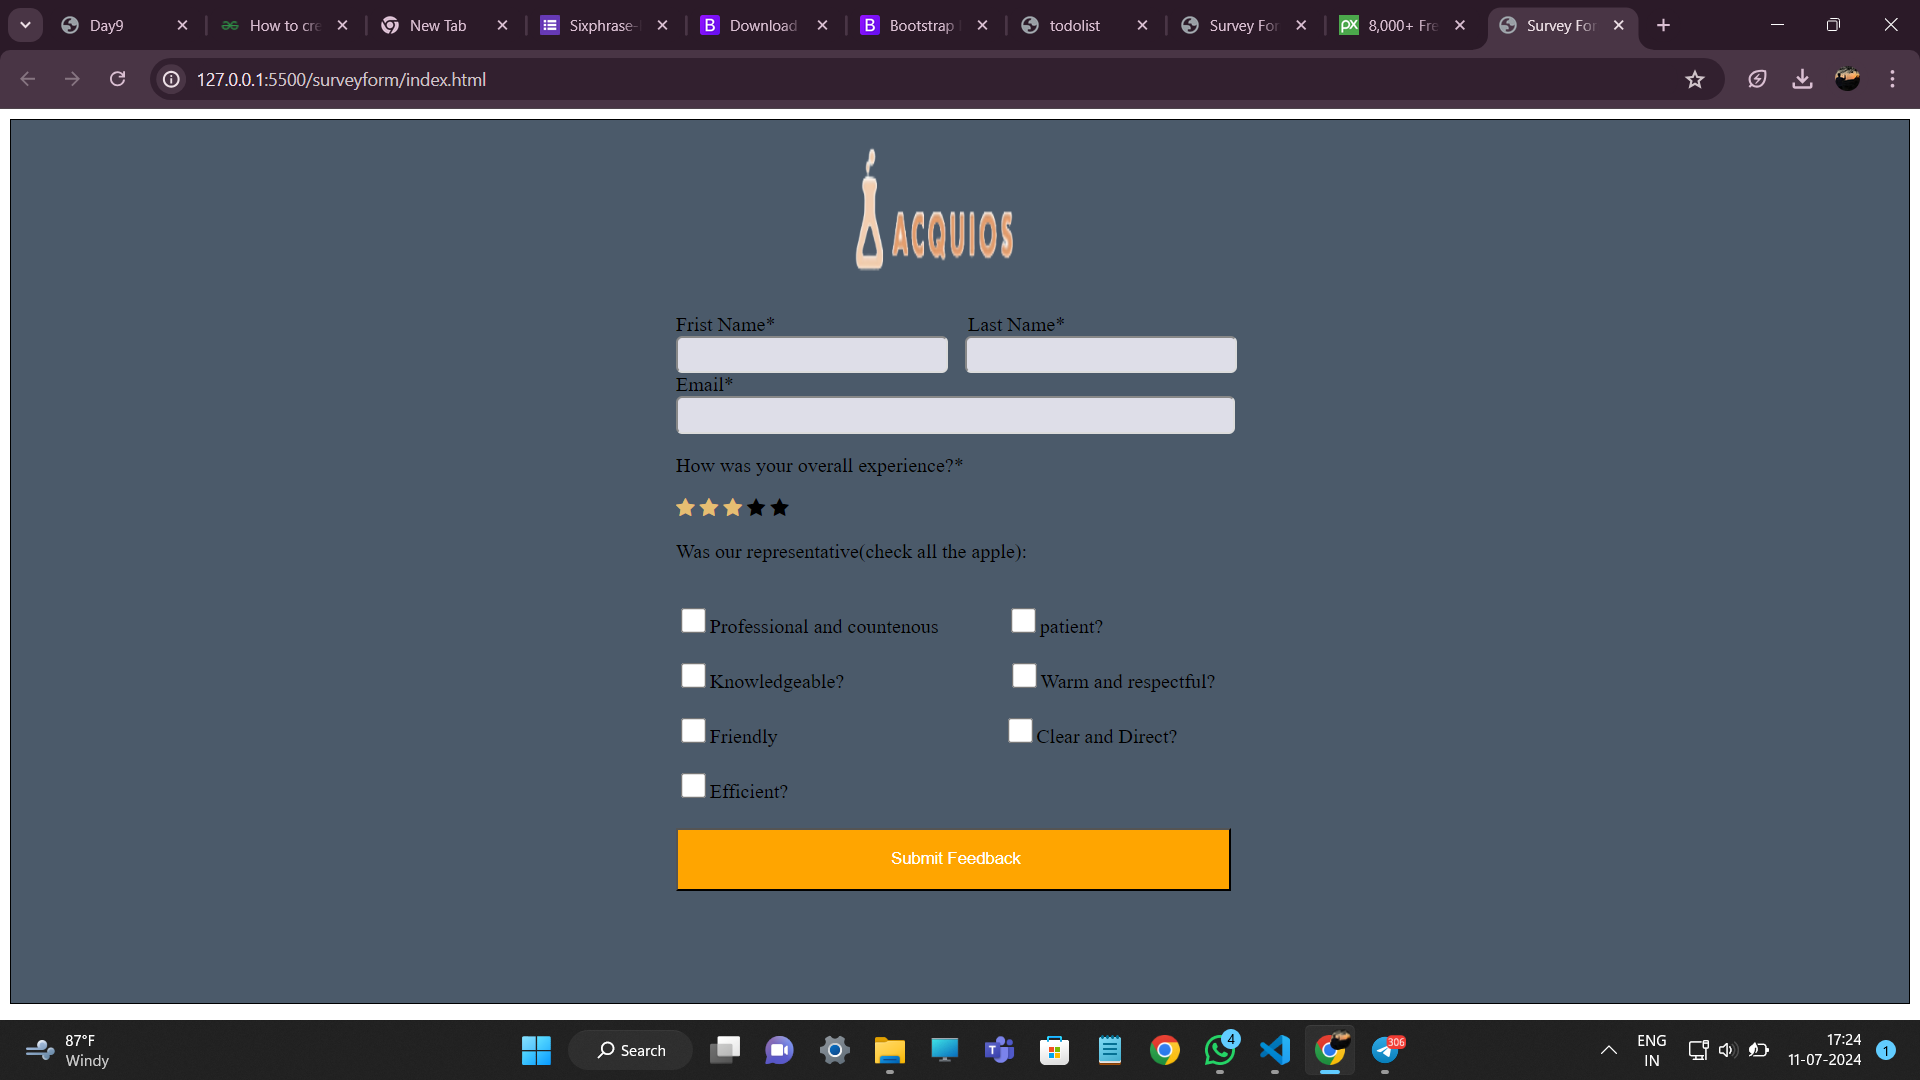 Day9
How to cre
New Tab
Sixphrase-
Download
Bootstrap
todolist
Survey For
px
8,000+ Fre
Survey For
127.0.0.1:5500/surveyform/index.html
ACQUIOS
Frist Name*
Last Name*
Email*
How was your overall experience?*
Was our representative(check all the apple):
Professional and countenous
patient?
Knowledgeable?
Warm and respectful?
Friendly
Clear and Direct?
Efficient?
Submit Feedback
87°F
Windy
Search
4
306
ENG
IN
17:24
11-07-2024
1